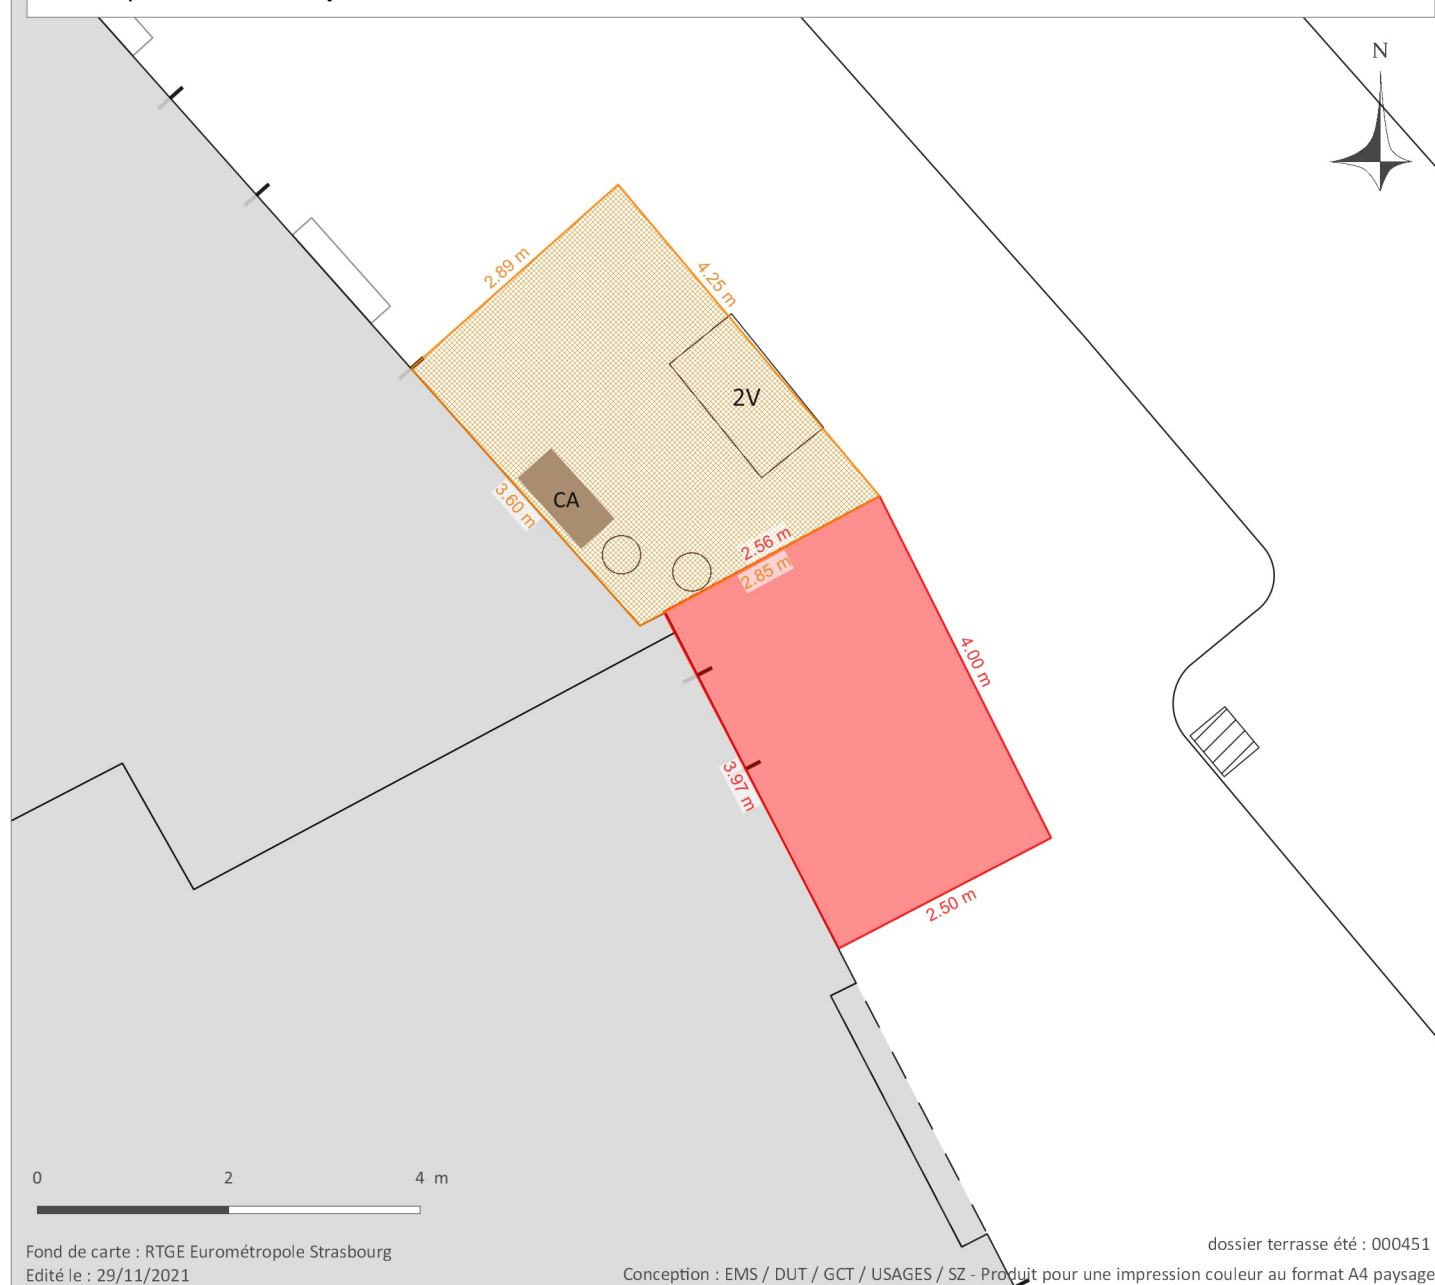 N
2.89 m
4.25 m
2V
3.60 m
CA
2.56 m
2.85 m
4.00 m
3.97 m
2.50 m
0 2 4 m
Fond de carte : RTGE Eurométropole Strasbourg
Edité le : 29/11/2021
dossier terrasse été : 000451
Conception : EMS / DUT / GCT / USAGES / SZ - Produit pour une impression couleur au format A4 paysage